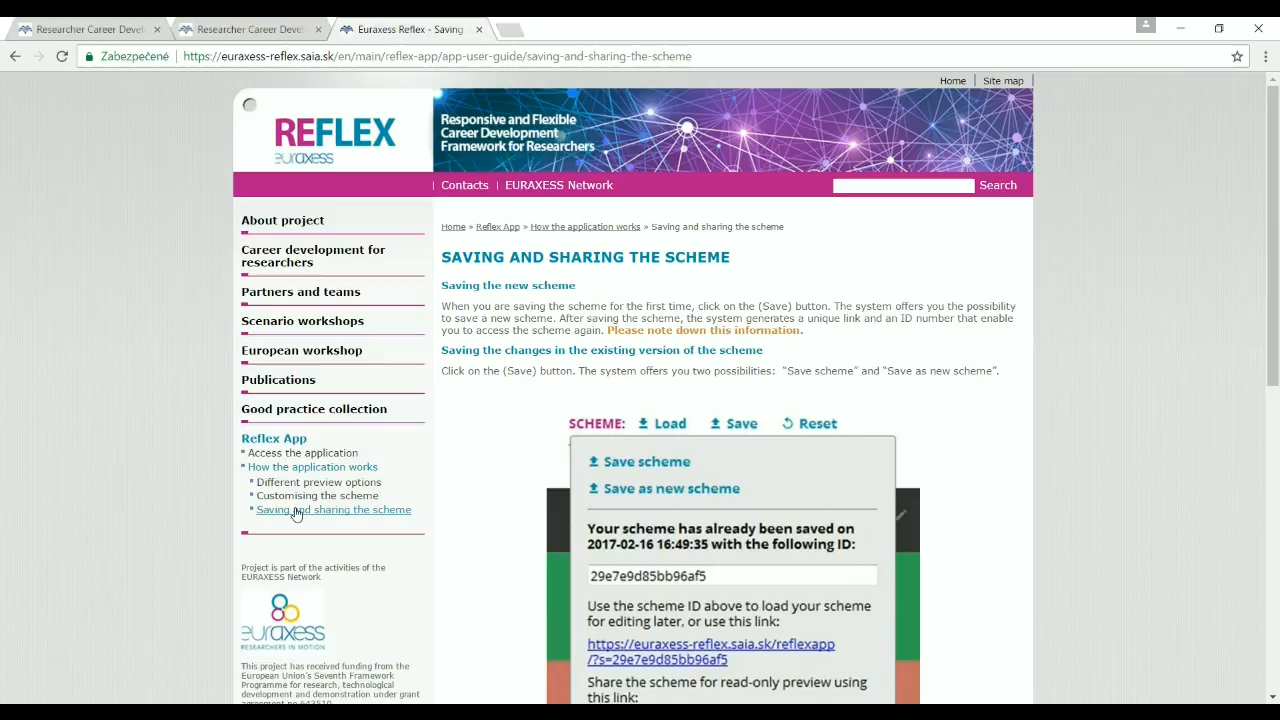 Researcher Career Devel
Researcher Career Devel
Euraxess Reflex - Saving
Zabezpečené
https://euraxess-reflex.saia.sk/en/main/reflex-app/app-user-guide/saving-and-sharing-the-scheme
Home
Site map
REFLEX
euraxess
Responsive and Flexible
Career Development
Framework for Researchers
Contacts
EURAXESS Network
Search
About project
Career development for
researchers
Partners and teams
Scenario workshops
European workshop
Publications
Good practice collection
Reflex App
Access the application
How the application works
Different preview options
Customising the scheme
Saving and sharing the scheme
Project is part of the activities of the
EURAXESS Network
euraxess
RESEARCHERS IN MOTION
This project has received funding from the
European Union's Seventh Framework
Programme for research, technological
development and demonstration under grant
agreement no 643510
Home » Reflex App » How the application works » Saving and sharing the scheme
SAVING AND SHARING THE SCHEME
Saving the new scheme
When you are saving the scheme for the first time, click on the (Save) button. The system offers you the possibility
to save a new scheme. After saving the scheme, the system generates a unique link and an ID number that enable
you to access the scheme again. Please note down this information.
Saving the changes in the existing version of the scheme
Click on the (Save) button. The system offers you two possibilities:  “Save scheme” and “Save as new scheme”.
SCHEME: Load Save Reset
Save scheme
Save as new scheme
Your scheme has already been saved on
2017-02-16 16:49:35 with the following ID:
29e7e9d85bb96af5
Use the scheme ID above to load your scheme
for editing later, or use this link:
https://euraxess-reflex.saia.sk/reflexapp
/?s=29e7e9d85bb96af5
Share the scheme for read-only preview using
this link: